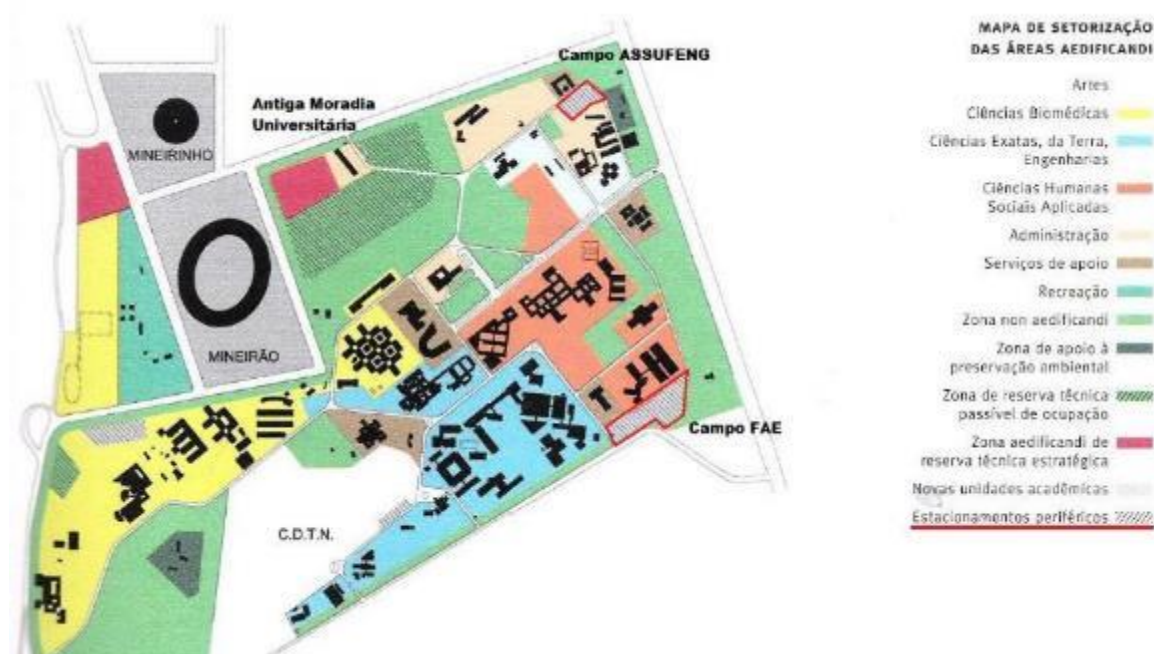 Campo ASSUFENG
Antiga Moradia
Universitária
MINEIRINHO
MINEIRÃO
Campo FAE
C.D.T.N.
MAPA DE SETORIZAÇÃO
DAS ÁREAS AEDIFICANDI
Artes
Ciências Biomédicas
Ciências Exatas, da Terra,
Engenharias
Ciências Humanas
Sociais Aplicadas
Administração
Serviços de apoio
Recreação
Zona non aedificandi
Zona de apoio à
preservação ambiental
Zona de reserva técnica
passível de ocupação
Zona aedificandi de
reserva técnica estratégica
Novas unidades acadêmicas
Estacionamentos periféricos